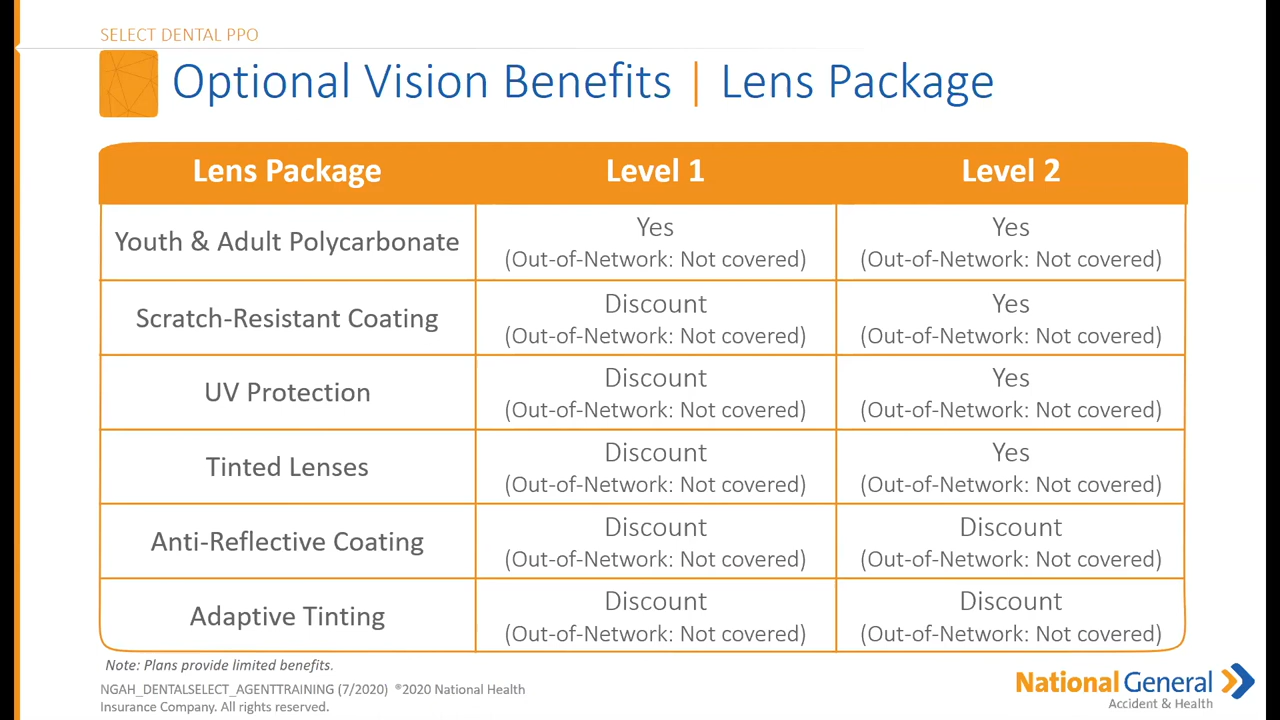 SELECT DENTAL PPO
Optional Vision Benefits | Lens Package
Lens Package Level 1 Level 2
Youth & Adult Polycarbonate
Yes
(Out-of-Network: Not covered)
Yes
(Out-of-Network: Not covered)
Scratch-Resistant Coating
Discount
(Out-of-Network: Not covered)
Yes
(Out-of-Network: Not covered)
UV Protection
Discount
(Out-of-Network: Not covered)
Yes
(Out-of-Network: Not covered)
Tinted Lenses
Discount
(Out-of-Network: Not covered)
Yes
(Out-of-Network: Not covered)
Anti-Reflective Coating
Discount
(Out-of-Network: Not covered)
Discount
(Out-of-Network: Not covered)
Adaptive Tinting
Discount
(Out-of-Network: Not covered)
Discount
(Out-of-Network: Not covered)
Note: Plans provide limited benefits.
NGAH_DENTALSELECT_AGENTTRAINING (7/2020) ®2020 National Health
Insurance Company. All rights reserved.
National General
Accident & Health